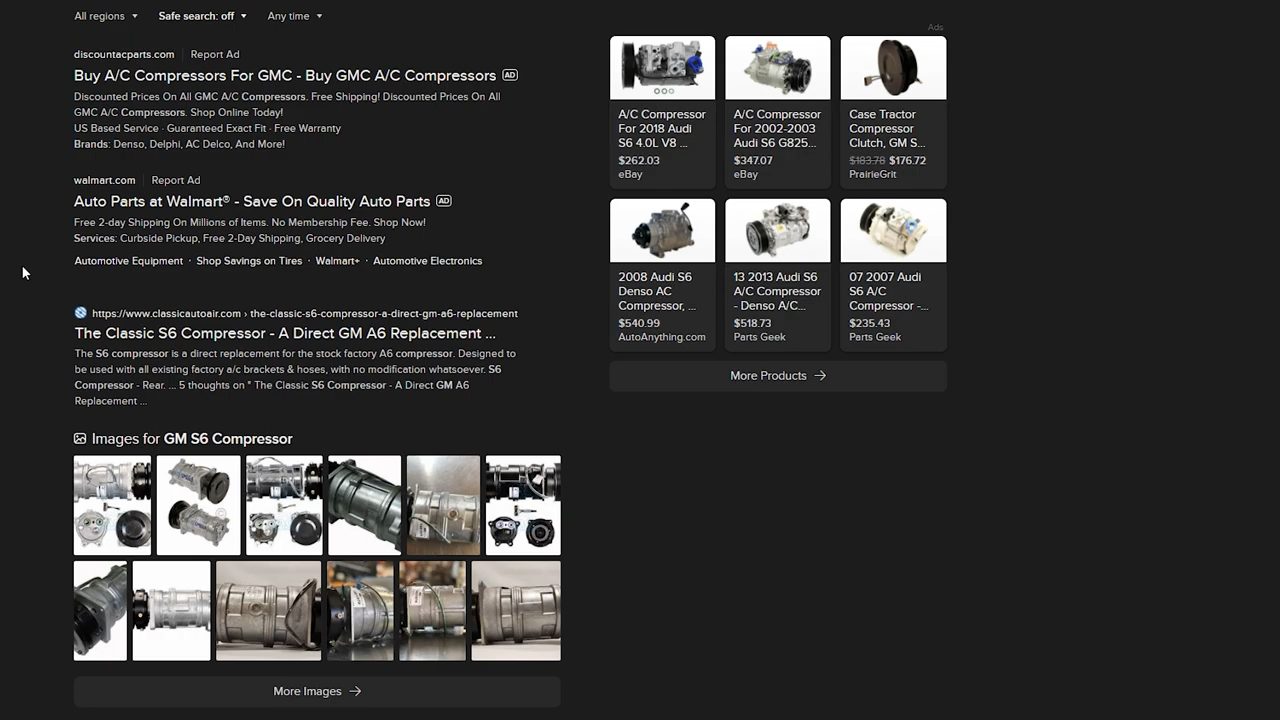 All regions
Safe search: off
Any time
discountacparts.com Report Ad
Buy A/C Compressors For GMC - Buy GMC A/C Compressors AD
Discounted Prices On All GMC A/C Compressors. Free Shipping! Discounted Prices On All
GMC A/C Compressors. Shop Online Today!
US Based Service · Guaranteed Exact Fit · Free Warranty
Brands: Denso, Delphi, AC Delco, And More!
walmart.com Report Ad
Auto Parts at Walmart® - Save On Quality Auto Parts AD
Free 2-day Shipping On Millions of Items. No Membership Fee. Shop Now!
Services: Curbside Pickup, Free 2-Day Shipping, Grocery Delivery
Automotive Equipment · Shop Savings on Tires · Walmart+ · Automotive Electronics
https://www.classicautoair.com › the-classic-s6-compressor-a-direct-gm-a6-replacement
The Classic S6 Compressor - A Direct GM A6 Replacement ...
The S6 compressor is a direct replacement for the stock factory A6 compressor. Designed to
be used with all existing factory a/c brackets & hoses, with no modification whatsoever. S6
Compressor - Rear. ... 5 thoughts on " The Classic S6 Compressor - A Direct GM A6
Replacement ...
Images for GM S6 Compressor
More Images →
Ads
A/C Compressor
For 2018 Audi
S6 4.0L V8 ...
$262.03
eBay
A/C Compressor
For 2002-2003
Audi S6 G825...
$347.07
eBay
Case Tractor
Compressor
Clutch, GM S...
$183.78 $176.72
PrairieGrit
2008 Audi S6
Denso AC
Compressor, ...
$540.99
AutoAnything.com
13 2013 Audi S6
A/C Compressor
- Denso A/C...
$518.73
Parts Geek
07 2007 Audi
S6 A/C
Compressor -...
$235.43
Parts Geek
More Products →